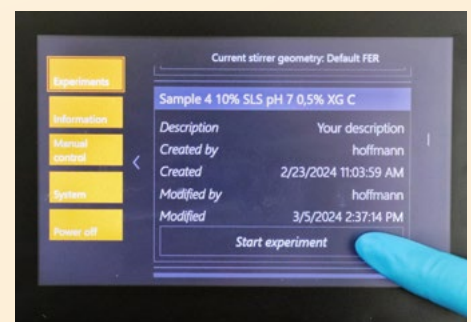 Current stirrer geometry: Default FER
Experiments
Information
Manual
control
System
Power off
Sample 4 10% SLS pH 7 0,5% XG C
Description Your description
Created by hoffmann
Created 2/23/2024 11:03:59 AM
Modified by hoffmann
Modified 3/5/2024 2:37:14 PM
Start experiment